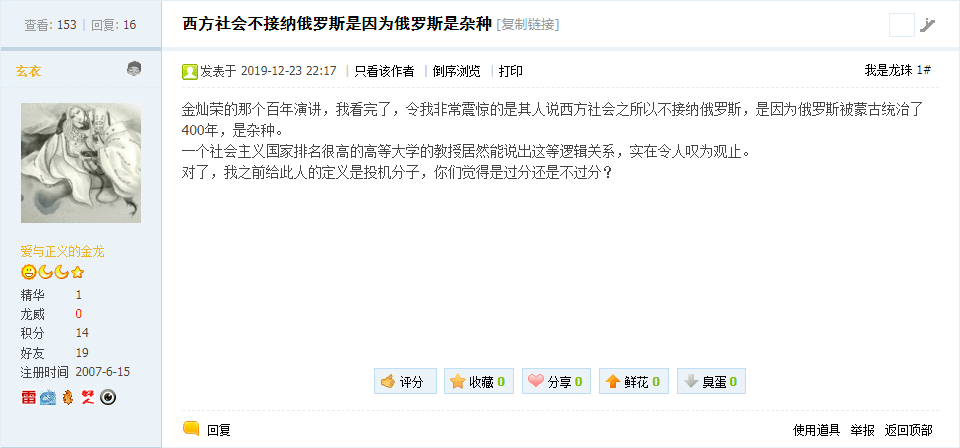 查看: 153 | 回复: 16
西方社会不接纳俄罗斯是因为俄罗斯是杂种 [复制链接]
玄衣
发表于 2019-12-23 22:17 | 只看该作者 | 倒序浏览 | 打印
我是龙珠 1#
金灿荣的那个百年演讲，我看完了，令我非常震惊的是其人说西方社会之所以不接纳俄罗斯，是因为俄罗斯被蒙古统治了
400年，是杂种。
一个社会主义国家排名很高的高等大学的教授居然能说出这等逻辑关系，实在令人叹为观止。
对了，我之前给此人的定义是投机分子，你们觉得是过分还是不过分？
爱与正义的金龙
精华 1
龙威 0
积分 14
好友 19
注册时间 2007-6-15
雷
评分 收藏 0 分享 0 鲜花 0 臭蛋 0
回复
使用道具 举报 返回顶部